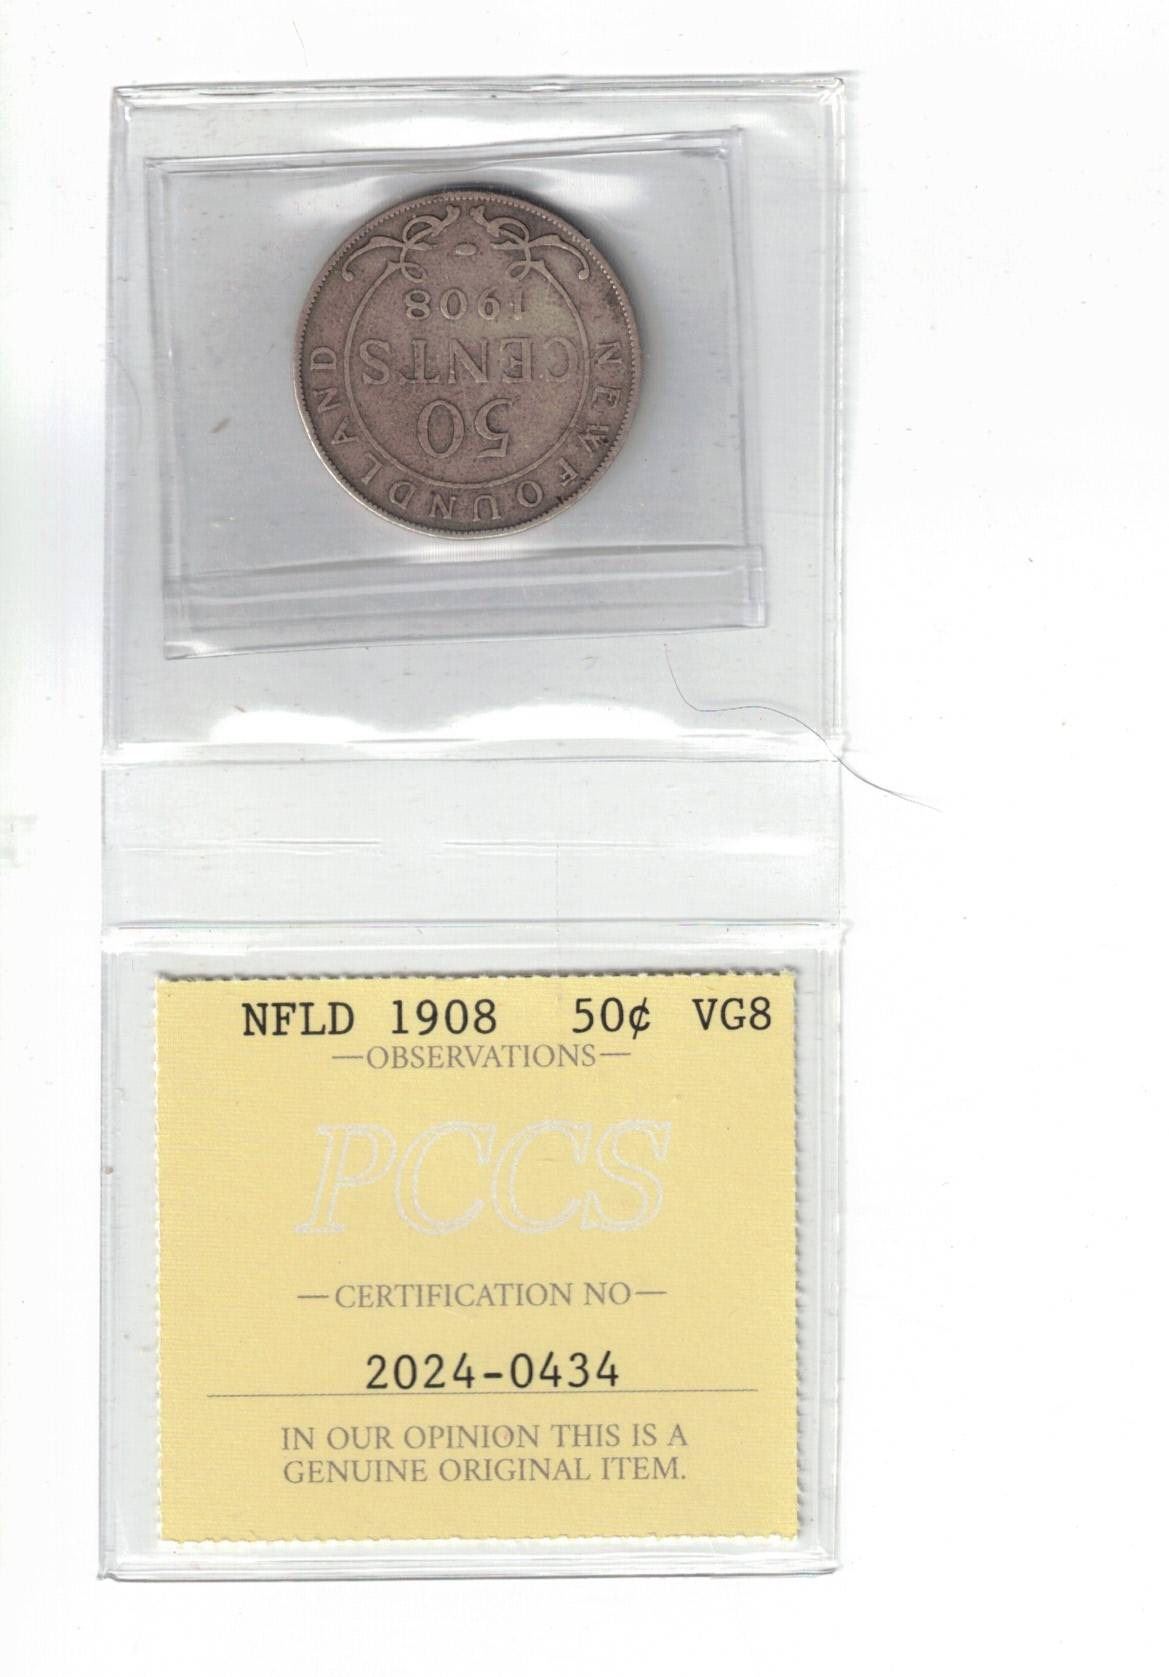 50
CENTS
1908
NEWFOUNDLAND
NFLD 1908 50¢ VG8
—OBSERVATIONS—
PCCS
—CERTIFICATION NO—
2024-0434
IN OUR OPINION THIS IS A
GENUINE ORIGINAL ITEM.